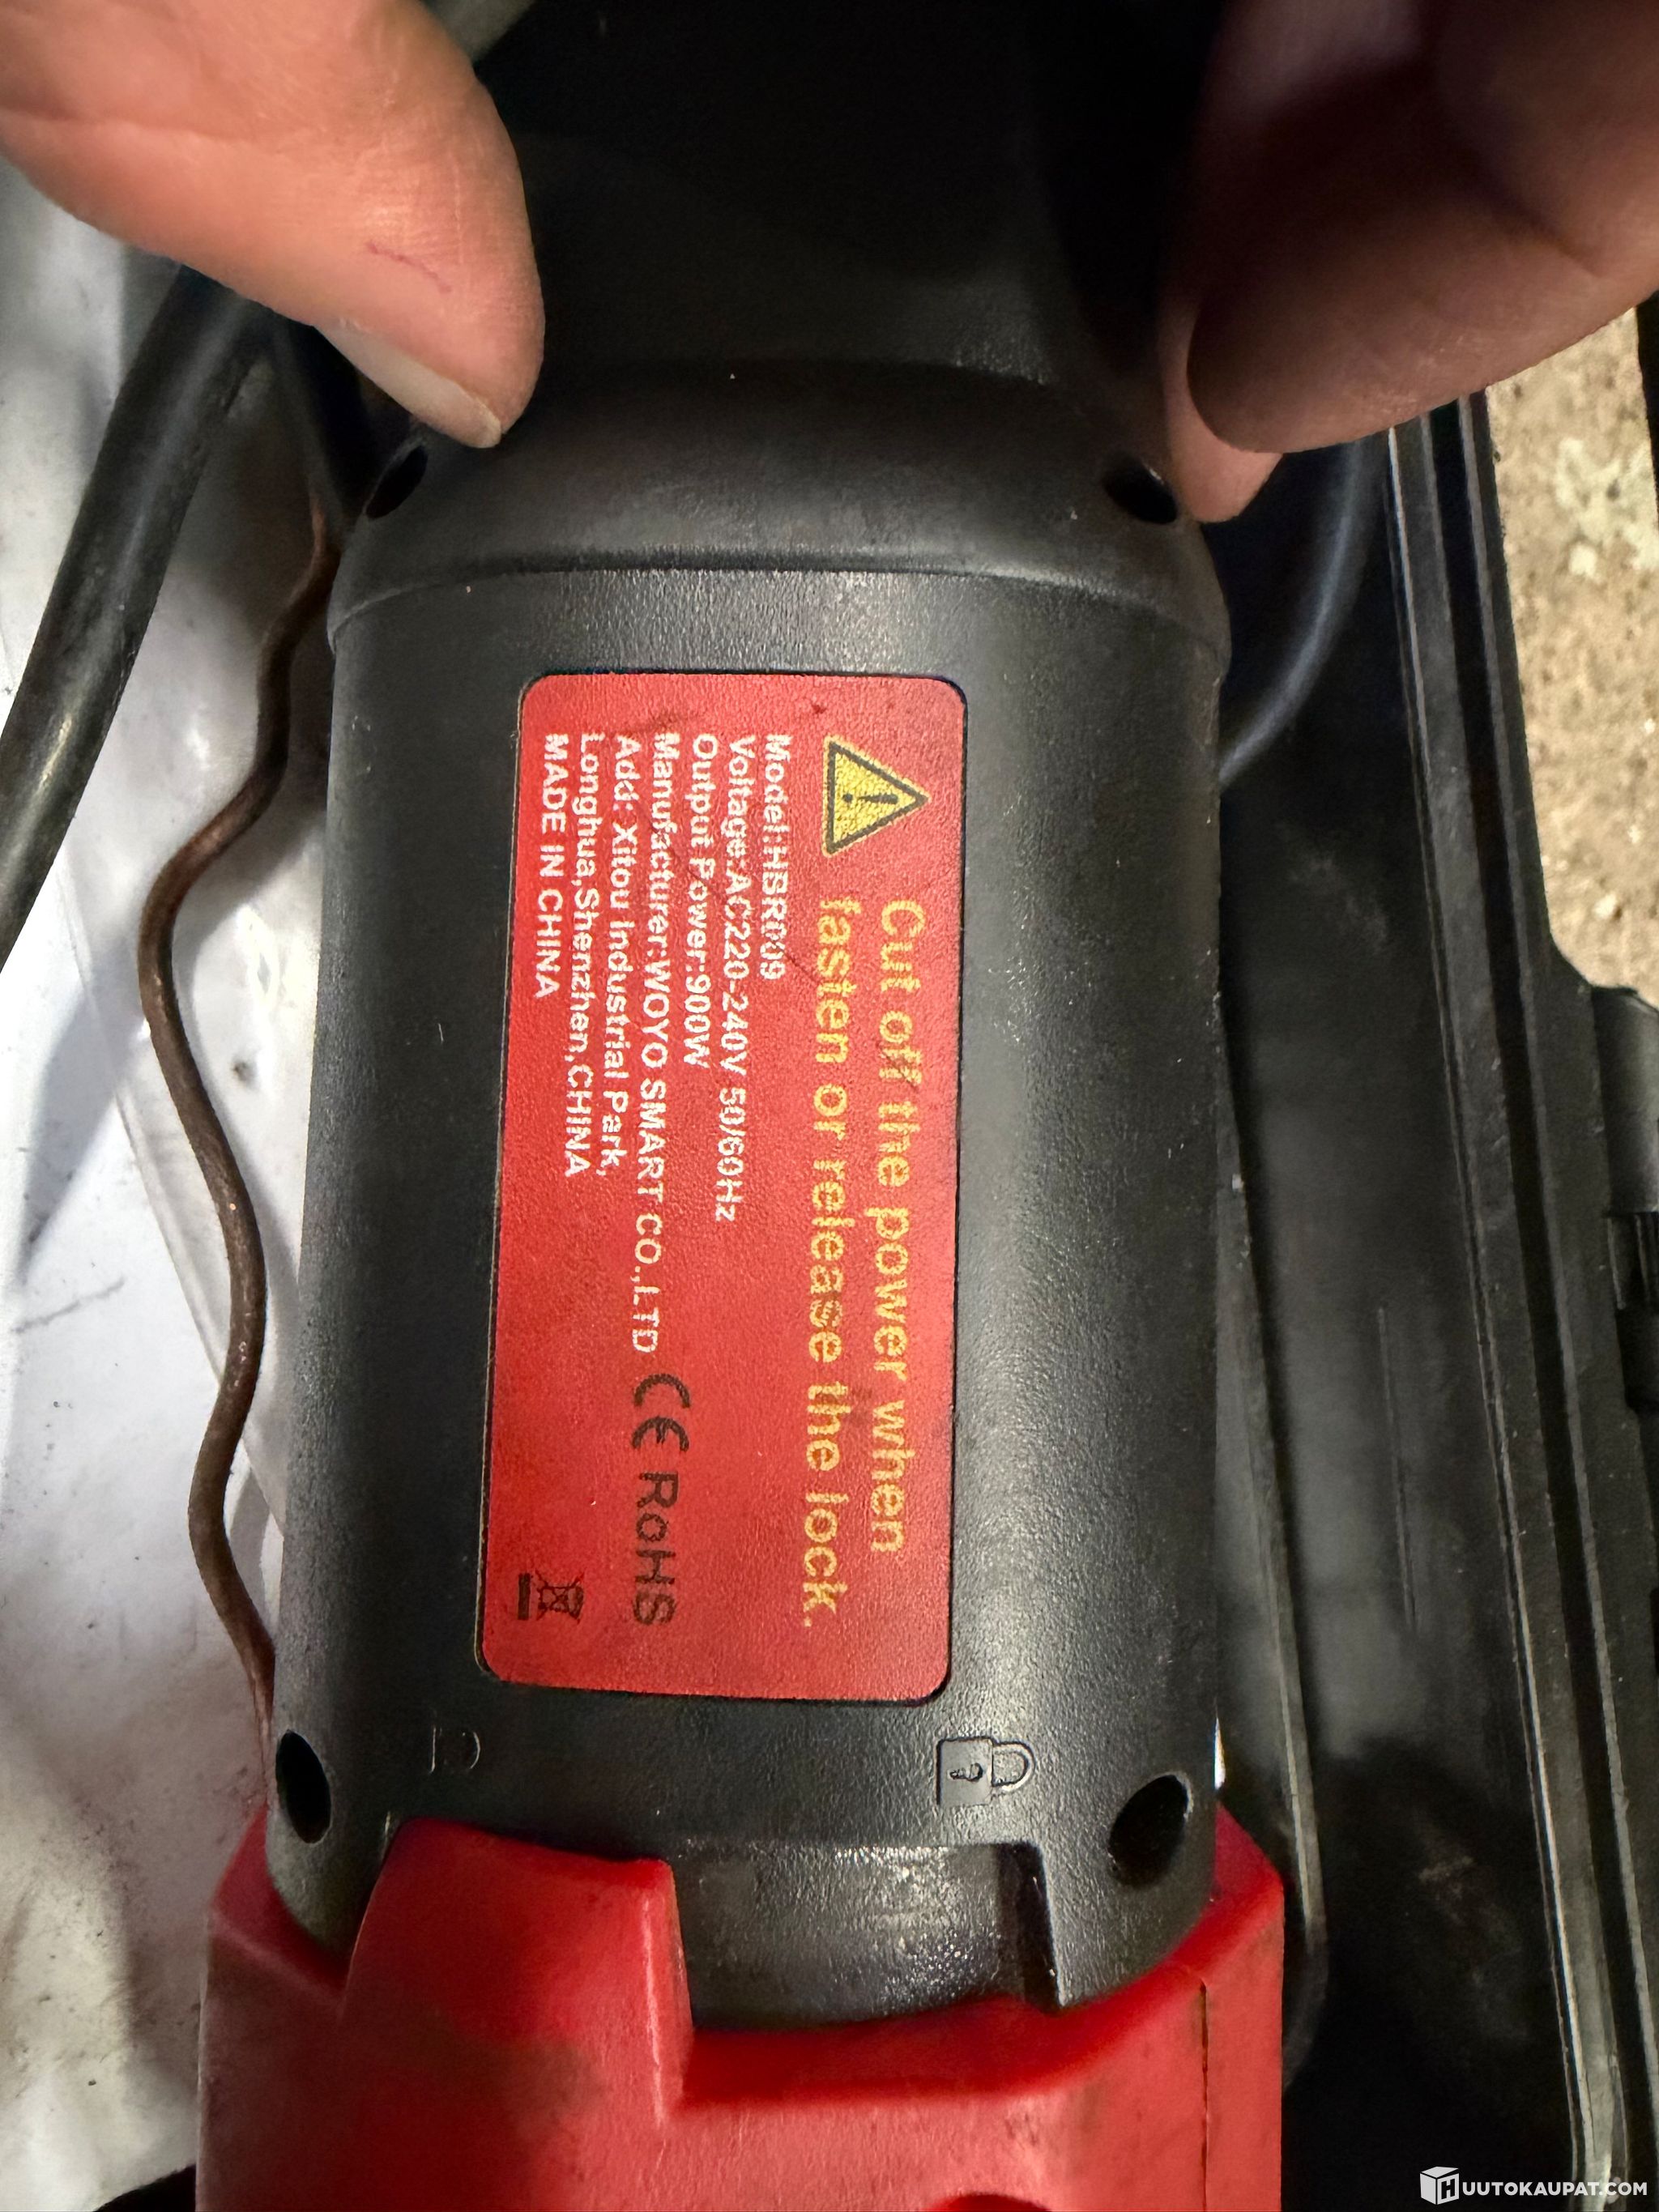 Cut off the power when
fasten or release the lock.
Model:HBR009
Voltage:AC220-240V 50/60Hz
Output Power:900W
Manufacturer:WOYO SMART CO.,LTD
Add: Xitou Industrial Park,
Longhua,Shenzhen,CHINA
MADE IN CHINA
CE RoHS
HUUTOKAUPAT.COM